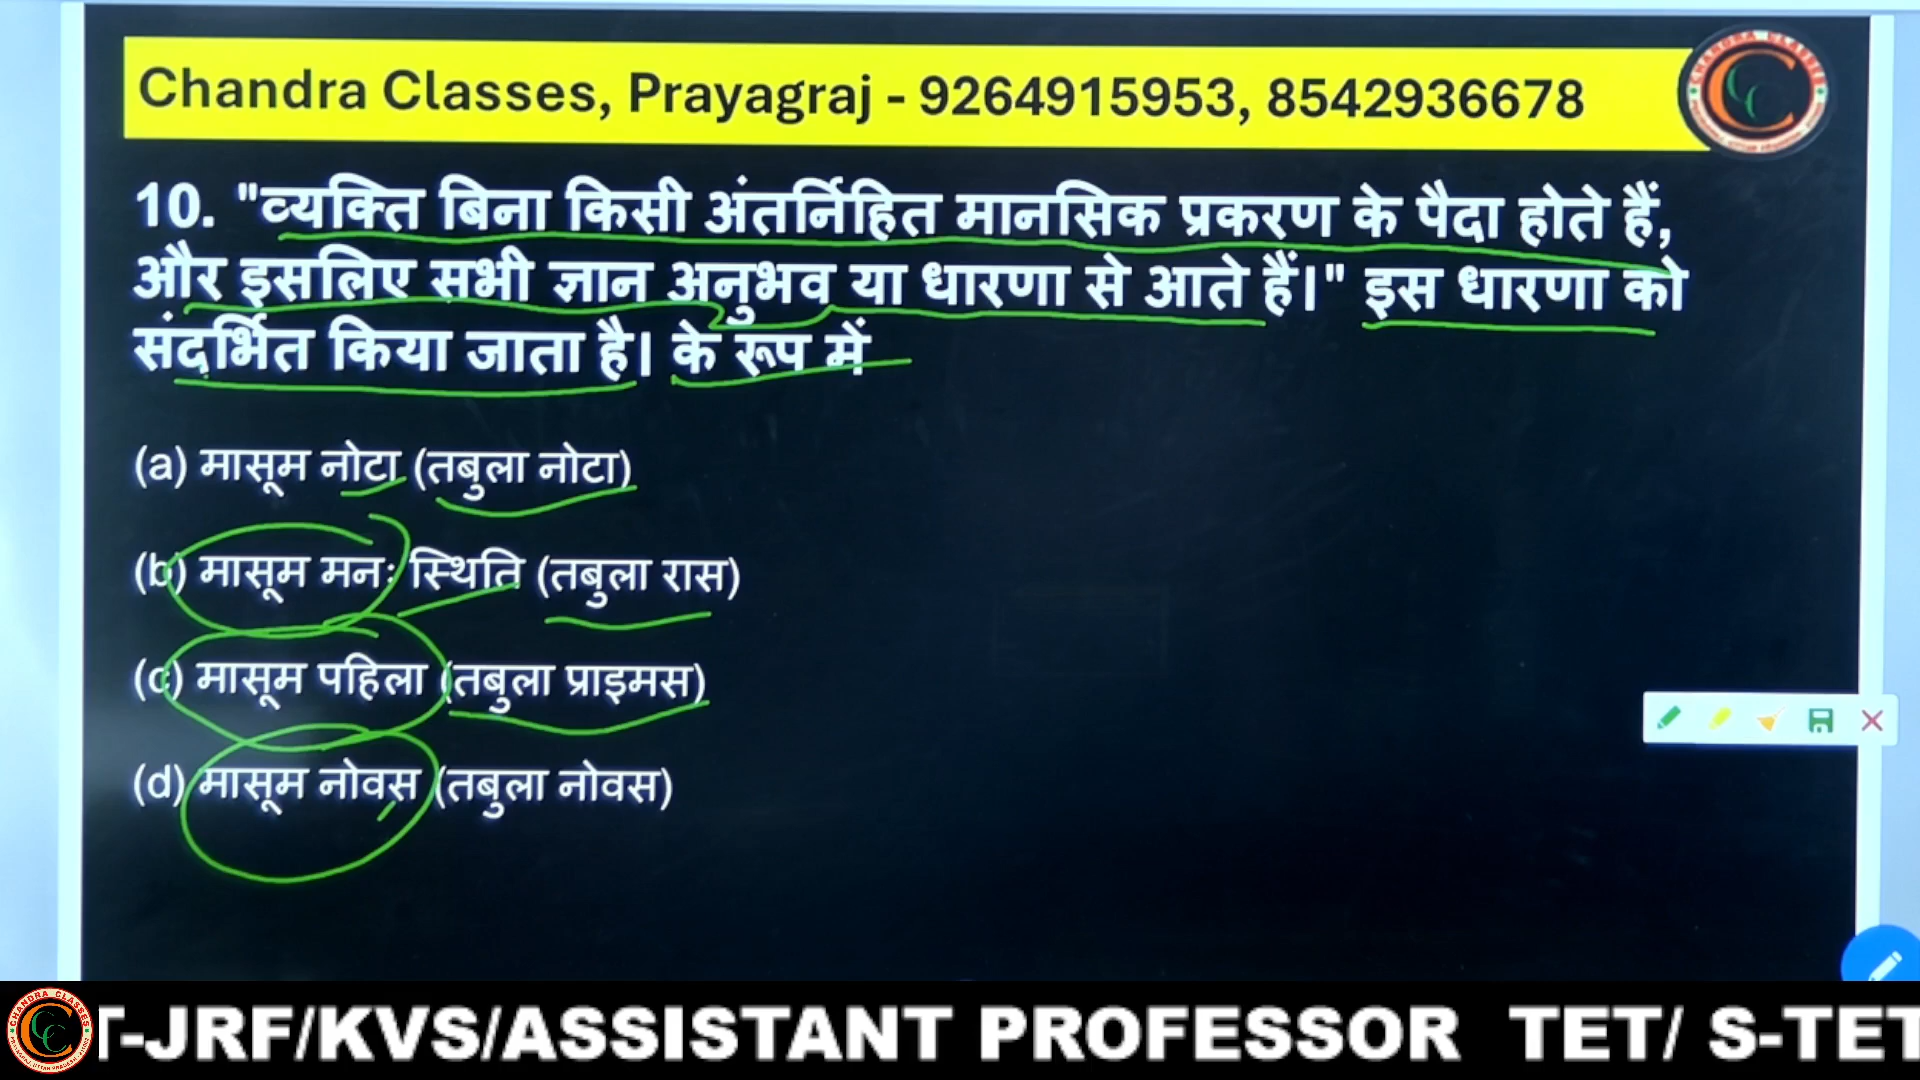 Chandra Classes, Prayagraj - 9264915953, 8542936678
10. "व्यक्ति बिना किसी अंतर्निहित मानसिक प्रकरण के पैदा होते हैं,
और इसलिए सभी ज्ञान अनुभव या धारणा से आते हैं।" इस धारणा को
संदर्भित किया जाता है। के रूप में
(a) मासूम नोटा (तबुला नोटा)
(b) मासूम मनः स्थिति (तबुला रास)
(c) मासूम पहिला (तबुला प्राइमस)
(d) मासूम नोवस (तबुला नोवस)
T-JRF/KVS/ASSISTANT PROFESSOR TET/ S-TET